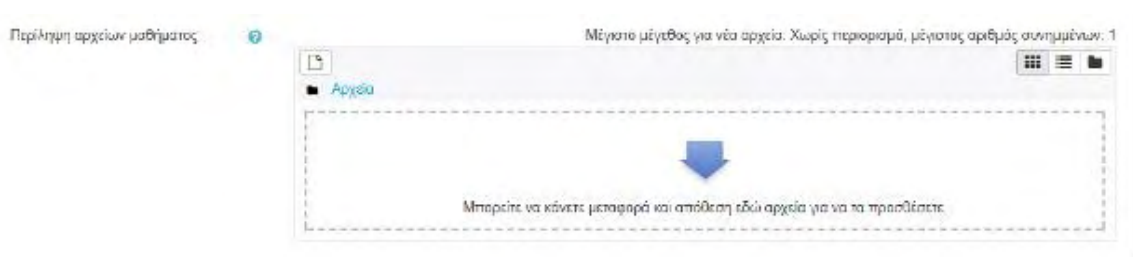 Περίληψη αρχείων μαθήματος
Μέγιστο μέγεθος για νέα αρχεία: Χωρίς περιορισμό, μέγιστος αριθμός συνημμένων: 1
Αρχεία
Μπορείτε να κάνετε μεταφορά και απόθεση εδώ αρχεία για να τα προσθέσετε